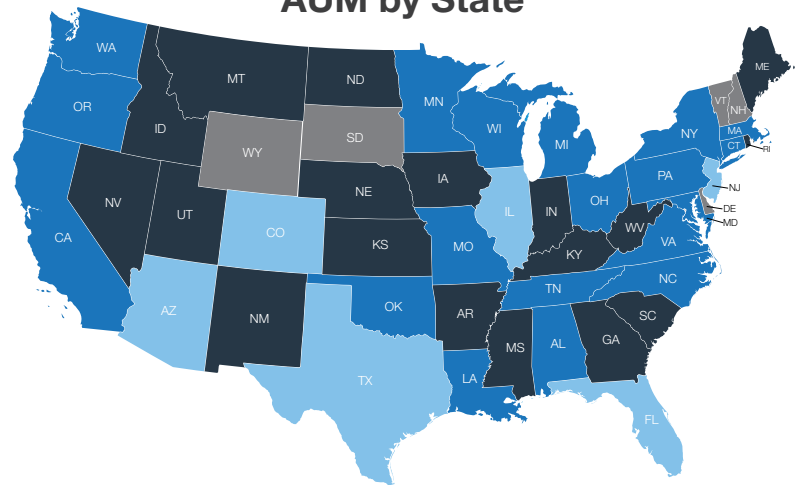 AUM by State
WA
OR
CA
ID
NV
MT
WY
UT
AZ
CO
NM
ND
SD
NE
KS
OK
TX
MN
IA
MO
AR
LA
WI
IL
MS
MI
IN
KY
TN
AL
OH
WV
GA
FL
SC
NC
VA
PA
NY
VT
NH
ME
MA
CT
RI
NJ
DE
MD